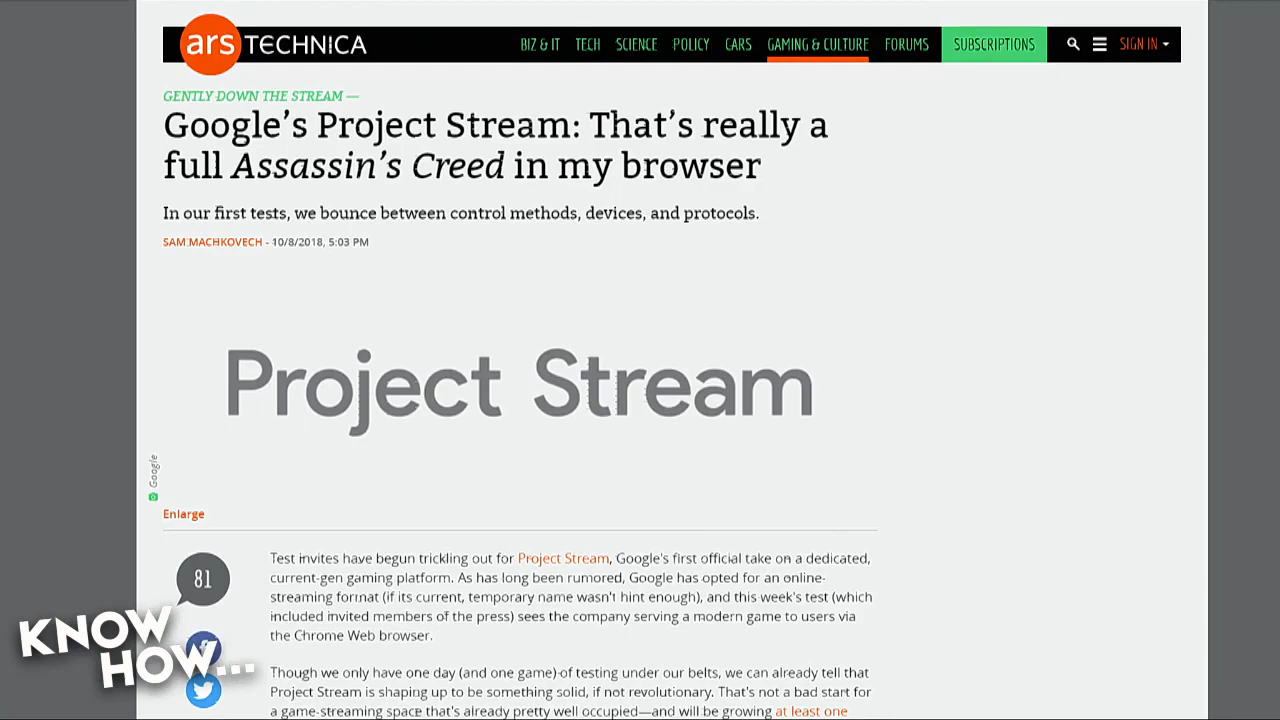 ars TECHNICA BIZ & IT TECH SCIENCE POLICY CARS GAMING & CULTURE FORUMS SUBSCRIPTIONS SIGN IN
GENTLY DOWN THE STREAM —
Google's Project Stream: That's really a
full Assassin's Creed in my browser
In our first tests, we bounce between control methods, devices, and protocols.
SAM MACHKOVECH - 10/8/2018, 5:03 PM
Project Stream
Google
Enlarge
81
Test invites have begun trickling out for Project Stream, Google's first official take on a dedicated,
current-gen gaming platform. As has long been rumored, Google has opted for an online-
streaming format (if its current, temporary name wasn't hint enough), and this week's test (which
included invited members of the press) sees the company serving a modern game to users via
the Chrome Web browser.
Though we only have one day (and one game) of testing under our belts, we can already tell that
Project Stream is shaping up to be something solid, if not revolutionary. That's not a bad start for
a game-streaming space that's already pretty well occupied—and will be growing at least one
KNOW
HOW...